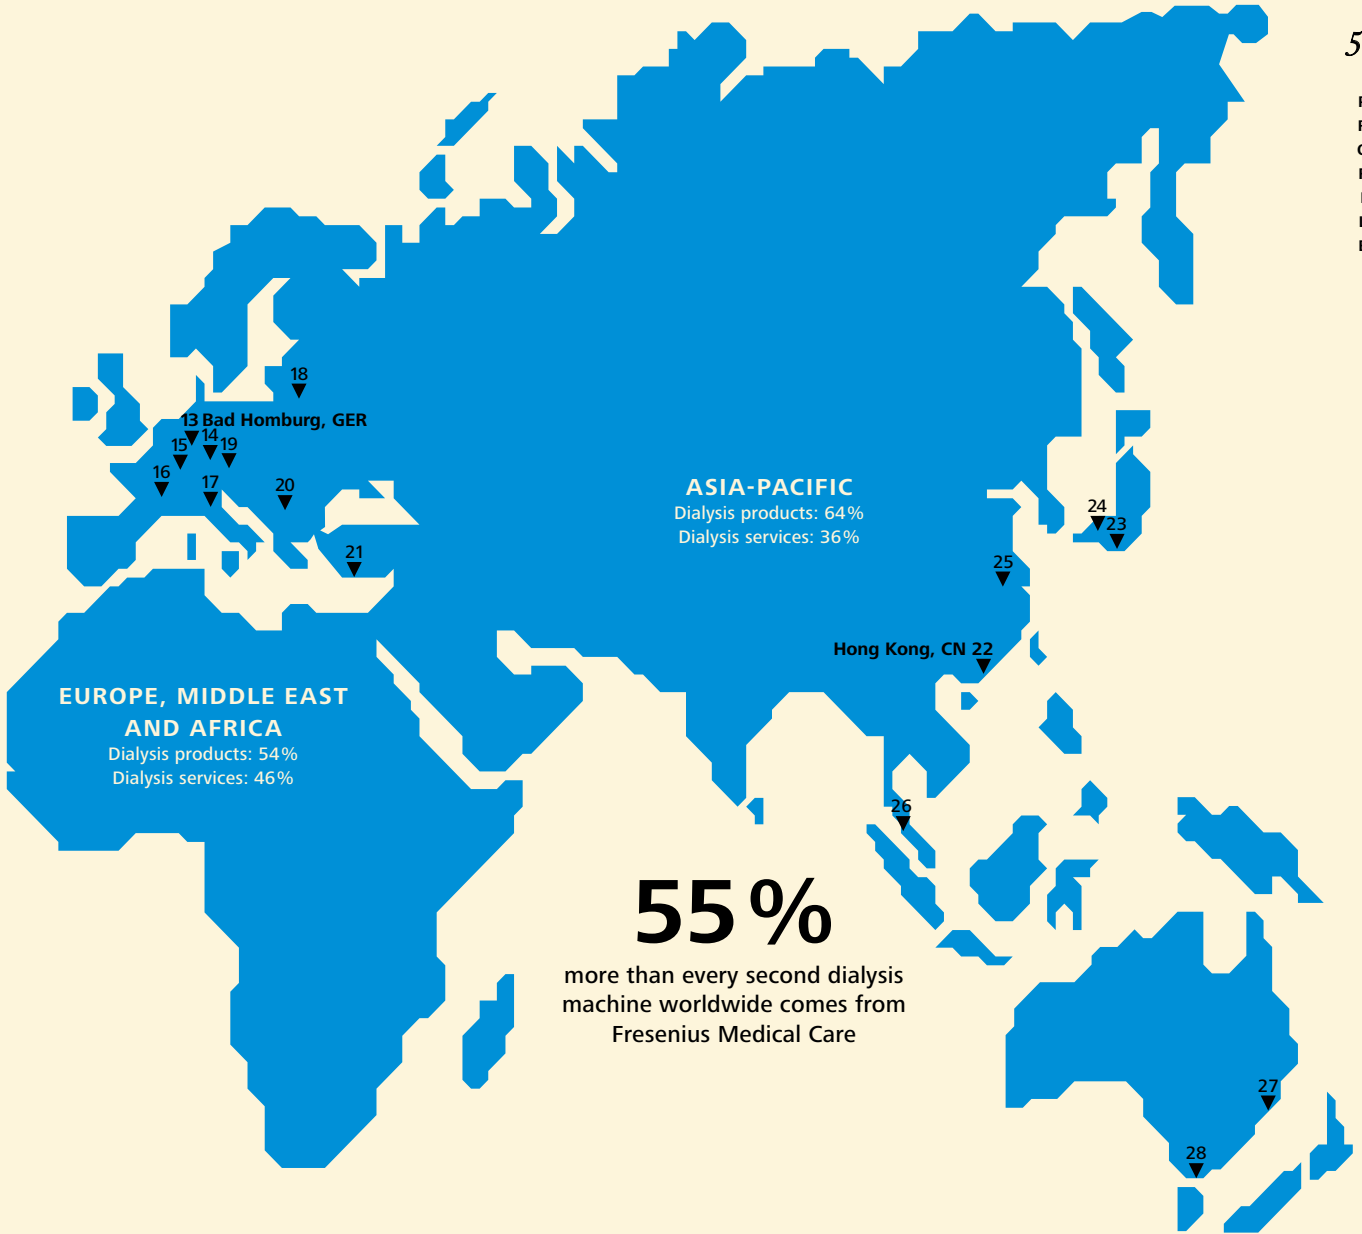 5
18
13 Bad Homburg, GER
14
19
15
16
17
20
21
ASIA-PACIFIC
Dialysis products: 64%
Dialysis services: 36%
24
23
25
Hong Kong, CN 22
EUROPE, MIDDLE EAST
AND AFRICA
Dialysis products: 54%
Dialysis services: 46%
26
55%
more than every second dialysis
machine worldwide comes from
Fresenius Medical Care
27
28